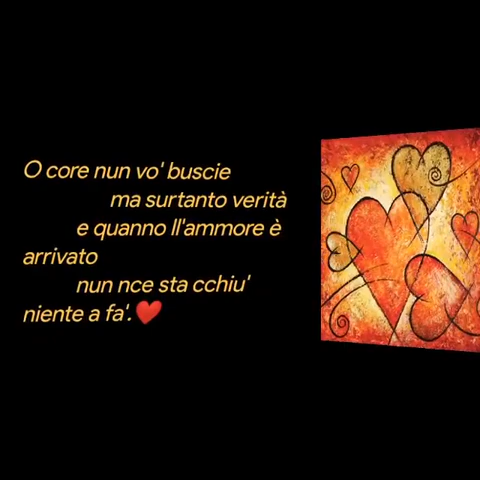 O core nun vo' buscie
ma surtanto verità
e quanno ll'ammore è
arrivato
nun nce sta cchiu'
niente a fa'.❤️